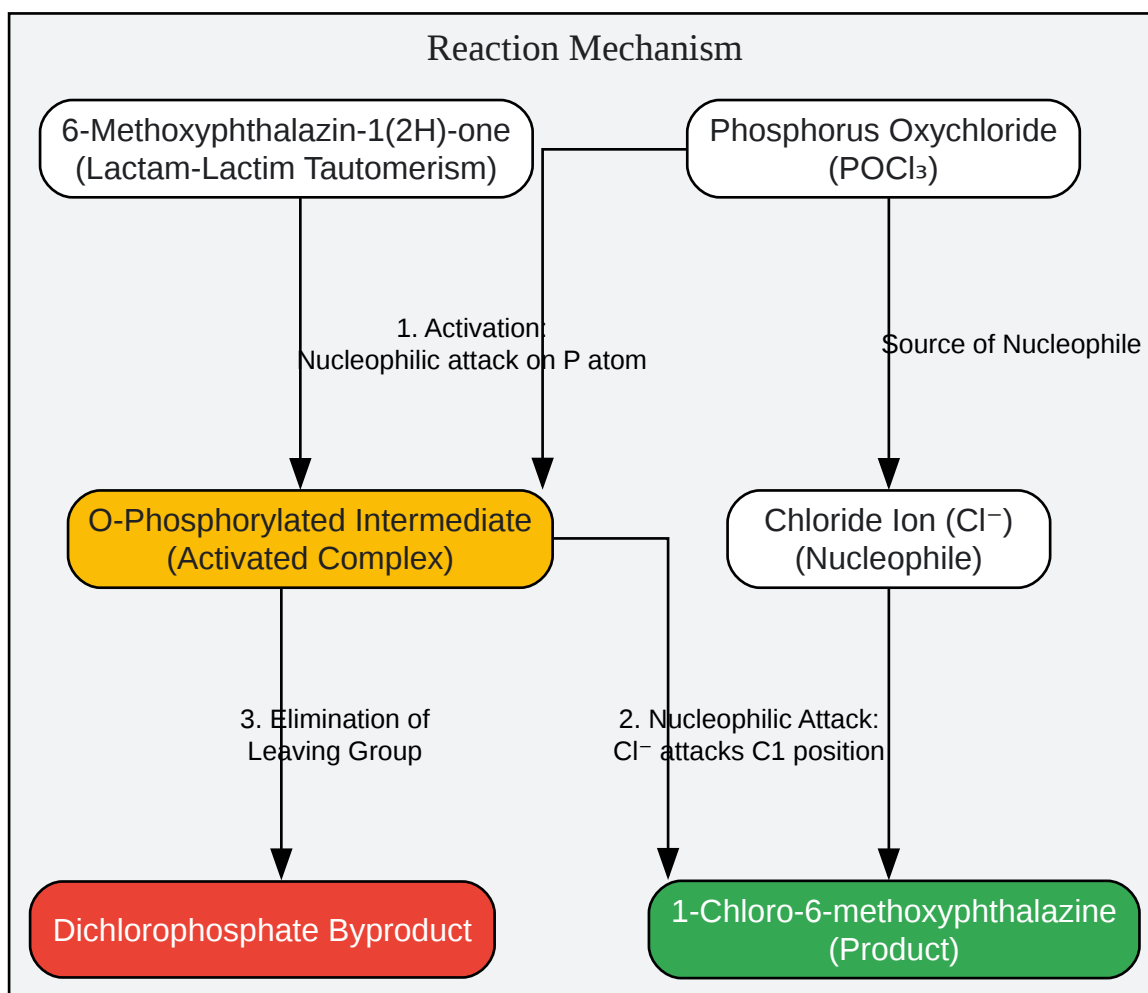 Reaction Mechanism
6-Methoxyphthalazin-1(2H)-one
(Lactam-Lactim Tautomerism)
Phosphorus Oxychloride
(POCl₃)
1. Activation:
Nucleophilic attack on P atom
Source of Nucleophile
O-Phosphorylated Intermediate
(Activated Complex)
Chloride Ion (Cl⁻)
(Nucleophile)
3. Elimination of
Leaving Group
2. Nucleophilic Attack:
Cl⁻ attacks C1 position
Dichlorophosphate Byproduct
1-Chloro-6-methoxyphthalazine
(Product)